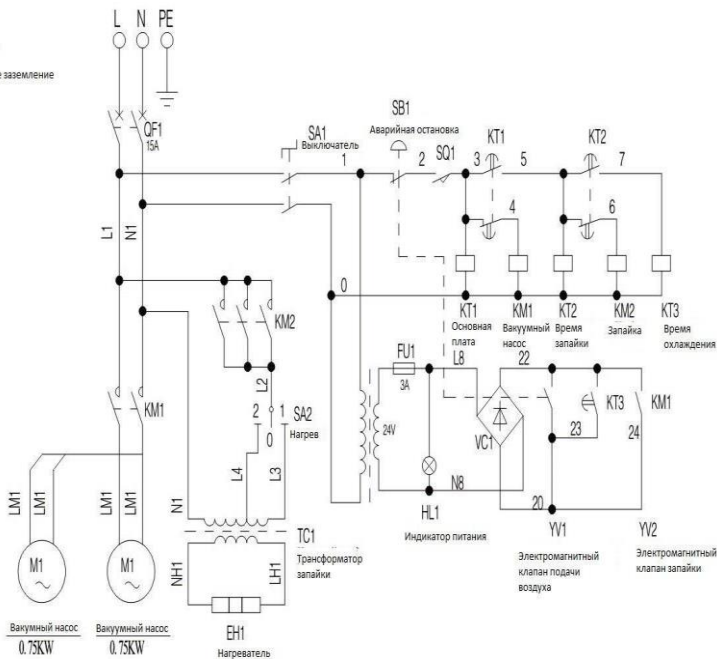 L N PE
е заземление
QF1
15A
SA1
Выключатель
SB1
Аварийная остановка
1
2
SQ1
3
KT1
5
KT2
7
4
6
L1
N1
0
KT1
Основная
плата
KM1
Вакуумный
насос
KT2
Время
запайки
KM2
Запайка
KT3
Время
охлаждения
KM2
L2
2
1
0
SA2
Нагрев
FU1
3A
L8
22
24V
VC1
KT3
KM1
23
24
KM1
N8
20
HL1
Индикатор питания
YV1
Электромагнитный
клапан подачи
воздуха
YV2
Электромагнитный
клапан запайки
LM1
LM1
LM1
LM1
N1
L4
L3
TC1
Трансформатор
запайки
NH1
LH1
M1
M1
EH1
Нагреватель
Вакумный насос
0.75KW
Вакуумный насос
0.75KW